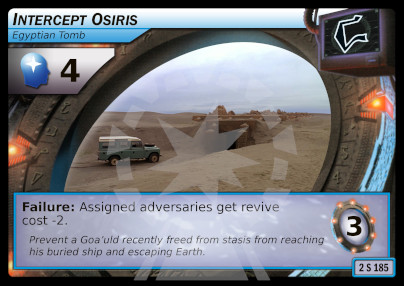 INTERCEPT OSIRIS
Egyptian Tomb
4
Failure: Assigned adversaries get revive
cost -2.
Prevent a Goa'uld recently freed from stasis from reaching
his buried ship and escaping Earth.
3
2 S 185